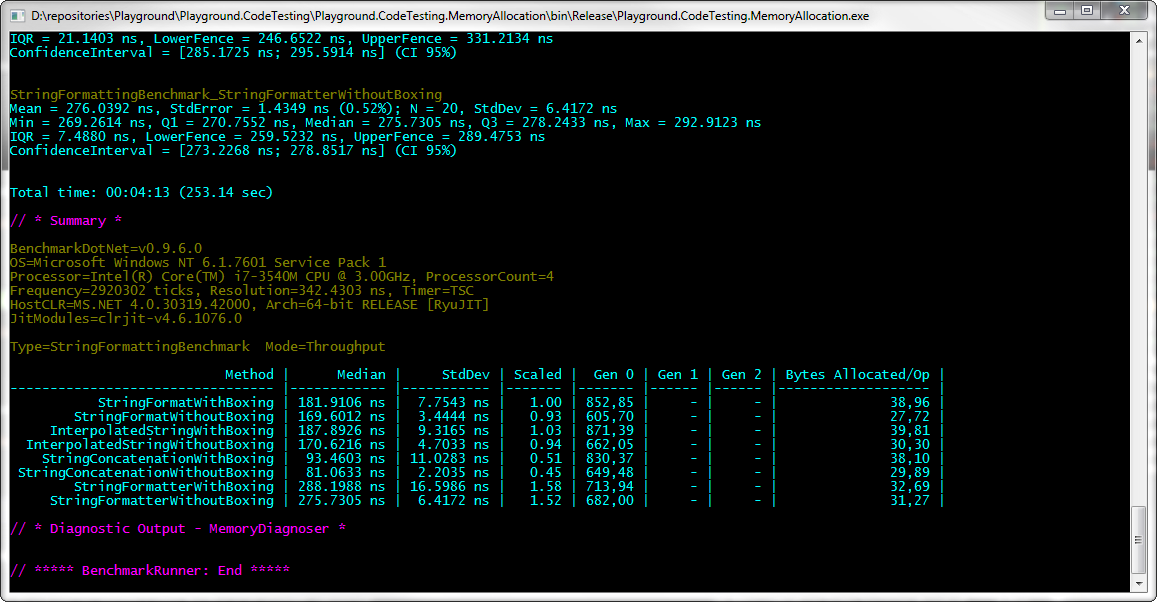 D:\repositories\Playground\Playground.CodeTesting\Playground.CodeTesting.MemoryAllocation\bin\Release\Playground.CodeTesting.MemoryAllocation.exe
IQR = 21.1403 ns, LowerFence = 246.6522 ns, UpperFence = 331.2134 ns
ConfidenceInterval = [285.1725 ns; 295.5914 ns] (CI 95%)
StringFormattingBenchmark_StringFormatterWithoutBoxing
Mean = 276.0392 ns, StdError = 1.4349 ns (0.52%); N = 20, StdDev = 6.4172 ns
Min = 269.2614 ns, Q1 = 270.7552 ns, Median = 275.7305 ns, Q3 = 278.2433 ns, Max = 292.9123 ns
IQR = 7.4880 ns, LowerFence = 259.5232 ns, UpperFence = 289.4753 ns
ConfidenceInterval = [273.2268 ns; 278.8517 ns] (CI 95%)
Total time: 00:04:13 (253.14 sec)
// * Summary *
BenchmarkDotNet=v0.9.6.0
OS=Microsoft Windows NT 6.1.7601 Service Pack 1
Processor=Intel(R) Core(TM) i7-3540M CPU @ 3.00GHz, ProcessorCount=4
Frequency=2920302 ticks, Resolution=342.4303 ns, Timer=TSC
HostCLR=MS.NET 4.0.30319.42000, Arch=64-bit RELEASE [RyuJIT]
JitModules=clrjit-v4.6.1076.0
Type=StringFormattingBenchmark  Mode=Throughput
Method | Median | StdDev | Scaled | Gen 0 | Gen 1 | Gen 2 | Bytes Allocated/Op |
--------------------------------- |------------ |----------- |------- |------- |------ |------ |------------------- |
StringFormatWithBoxing | 181.9106 ns | 7.7543 ns | 1.00 | 852,85 | - | - | 38,96 |
StringFormatWithoutBoxing | 169.6012 ns | 3.4444 ns | 0.93 | 605,70 | - | - | 27,72 |
InterpolatedStringWithBoxing | 187.8926 ns | 9.3165 ns | 1.03 | 871,39 | - | - | 39,81 |
InterpolatedStringWithoutBoxing | 170.6216 ns | 4.7033 ns | 0.94 | 662,05 | - | - | 30,30 |
StringConcatenationWithBoxing | 93.4603 ns | 11.0283 ns | 0.51 | 830,37 | - | - | 38,10 |
StringConcatenationWithoutBoxing | 81.0633 ns | 2.2035 ns | 0.45 | 649,48 | - | - | 29,89 |
StringFormatterWithBoxing | 288.1988 ns | 16.5986 ns | 1.58 | 713,94 | - | - | 32,69 |
StringFormatterWithoutBoxing | 275.7305 ns | 6.4172 ns | 1.52 | 682,00 | - | - | 31,27 |
// * Diagnostic Output - MemoryDiagnoser *
// ***** BenchmarkRunner: End *****